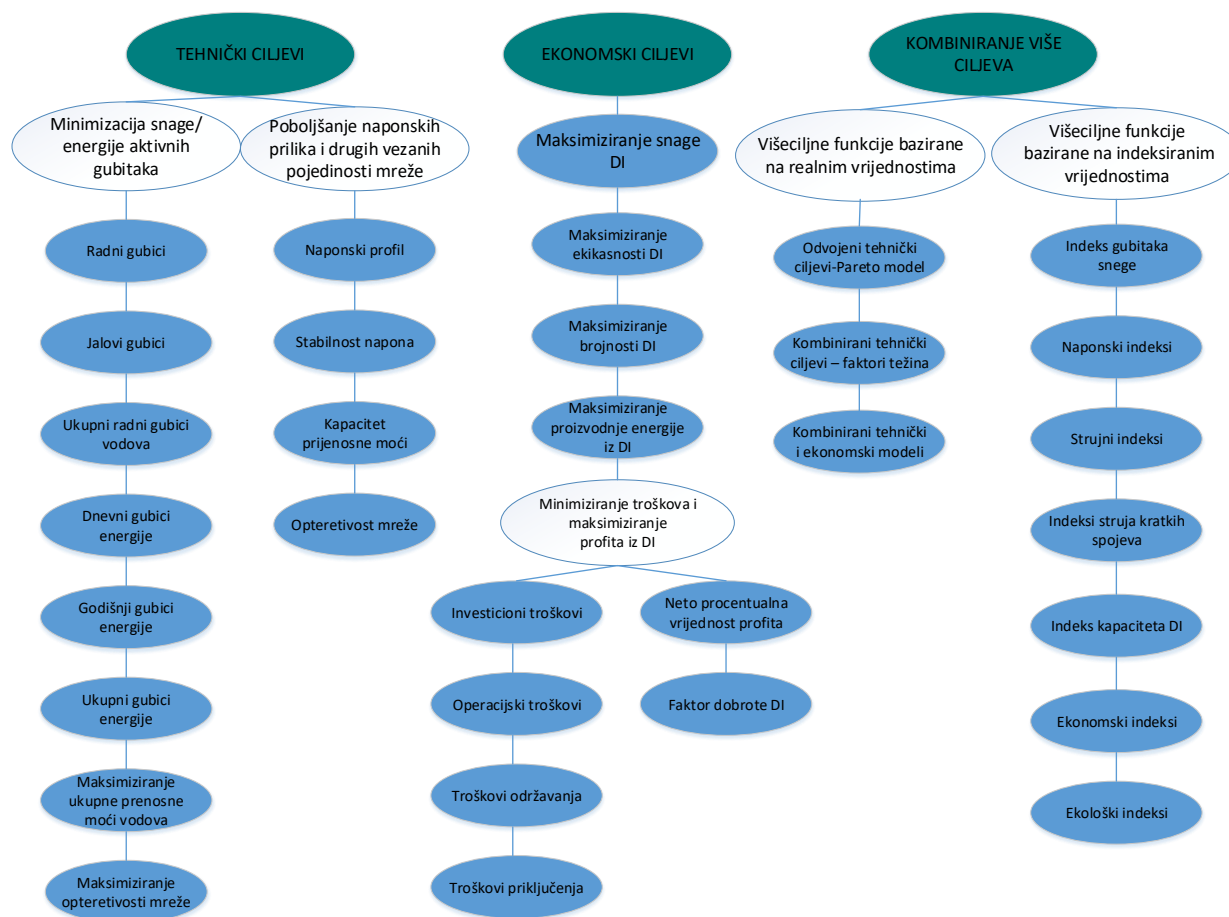 TEHNIČKI CILJEVI
Minimizacija snage/
energije aktivnih
gubitaka
Radni gubici
Jalovi gubici
Ukupni radni gubici
vodova
Dnevni gubici
energije
Godišnji gubici
energije
Ukupni gubici
energije
Maksimiziranje
ukupne prenosne
moći vodova
Maksimiziranje
opteretivosti mreže
Poboljšanje naponskih
prilika i drugih vezanih
pojedinosti mreže
Naponski profil
Stabilnost napona
Kapacitet
prijenosne moći
Opteretivost mreže
EKONOMSKI CILJEVI
Maksimiziranje snage
DI
Maksimiziranje
ekikasnosti DI
Maksimiziranje
brojnosti DI
Maksimiziranje
proizvodnje energije
iz DI
Minimiziranje troškova i
maksimiziranje
profita iz DI
Investicioni troškovi
Operacijski troškovi
Troškovi održavanja
Troškovi priključenja
Neto procentualna
vrijednost profita
Faktor dobrote DI
KOMBINIRANJE VIŠE
CILJEVA
Višeciljne funkcije bazirane
na realnim vrijednostima
Odvojeni tehnički
ciljevi-Pareto model
Kombinirani tehnički
ciljevi – faktori težina
Kombinirani tehnički
i ekonomski modeli
Višeciljne funkcije
bazirane na indeksiranim
vrijednostima
Indeks gubitaka
snege
Naponski indeksi
Strujni indeksi
Indeksi struja kratkih
spojeva
Indeks kapaciteta DI
Ekonomski indeksi
Ekološki indeksi